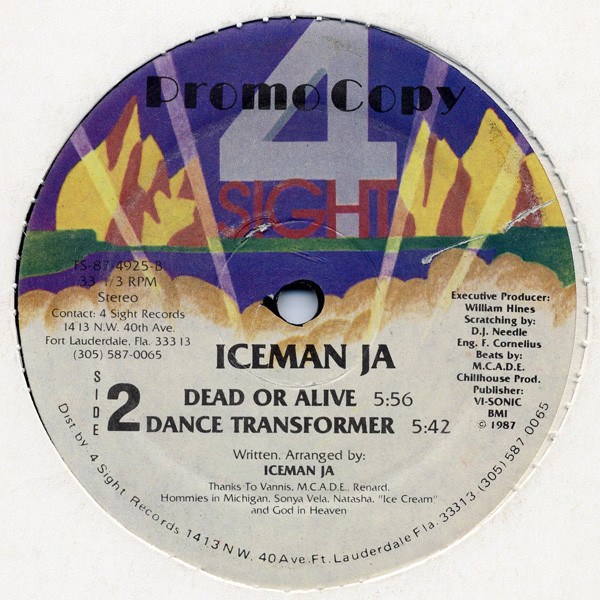 Promo Copy
4
SIGHT
FS-87-4925-B
33 1/3 RPM
Stereo
Contact: 4 Sight Records
1413 N.W. 40th Ave.
Fort Lauderdale, Fla. 33313
(305) 587-0065
Executive Producer:
William Hines
Scratching by:
D.J. Needle
Eng. F. Cornelius
Beats by:
M.C.A.D.E.
Chillhouse Prod.
Publisher:
VI-SONIC
BMI
© 1987
ICEMAN JA
SIDE
2
DEAD OR ALIVE 5:56
DANCE TRANSFORMER 5:42
Written, Arranged by:
ICEMAN JA
Thanks To Vannis, M.C.A.D.E., Renard,
Hommies in Michigan, Sonya Vela, Natasha, "Ice Cream"
and God in Heaven
Dist. by 4 Sight Records 1413 N.W. 40 Ave. Ft. Lauderdale Fla. 33313 (305) 587 0065